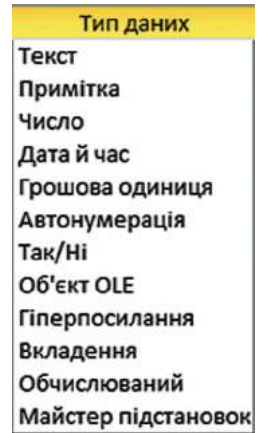 Тип даних
Текст
Примітка
Число
Дата й час
Грошова одиниця
Автонумерація
Так/Ні
Об'єкт OLE
Гіперпосилання
Вкладення
Обчислюваний
Майстер підстановок